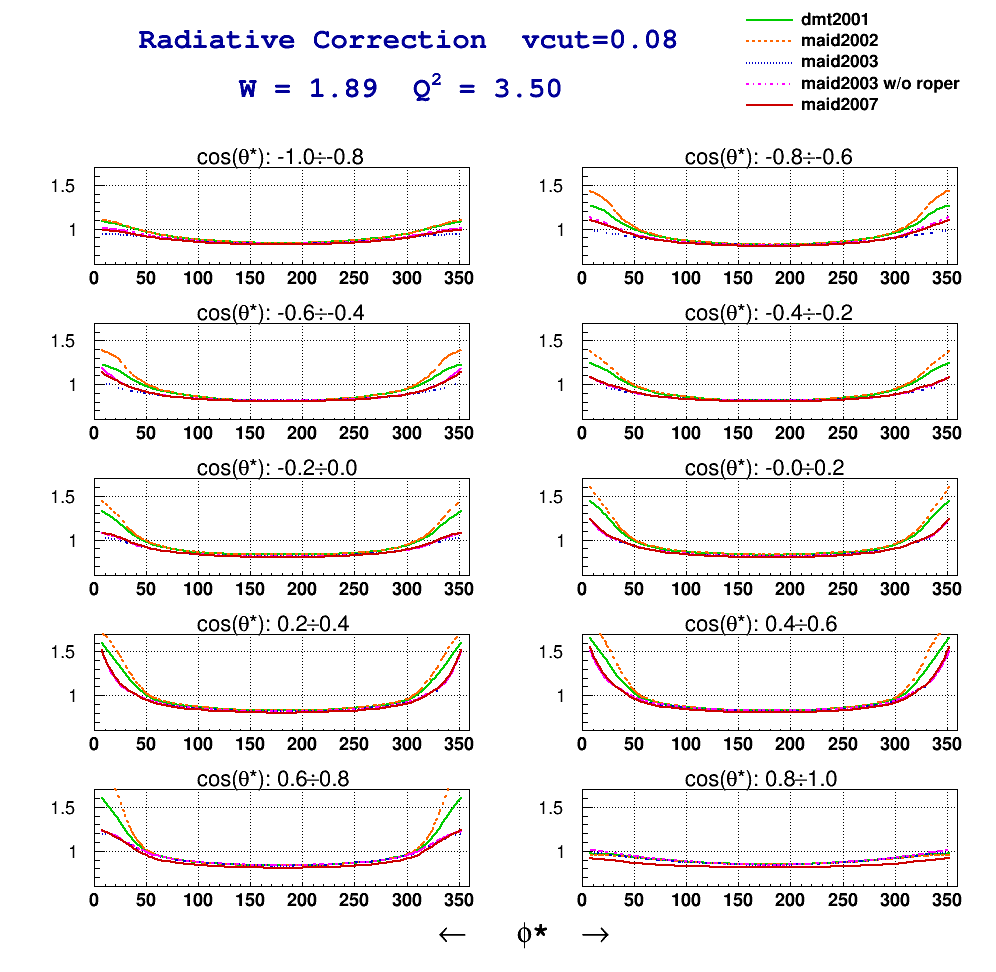 Radiative Correction vcut=0.08
W = 1.89 Q² = 3.50
dmt2001
maid2002
maid2003
maid2003 w/o roper
maid2007
cos(θ*): -1.0÷-0.8
1.5
1
0 50 100 150 200 250 300 350
cos(θ*): -0.8÷-0.6
1.5
1
0 50 100 150 200 250 300 350
cos(θ*): -0.6÷-0.4
1.5
1
0 50 100 150 200 250 300 350
cos(θ*): -0.4÷-0.2
1.5
1
0 50 100 150 200 250 300 350
cos(θ*): -0.2÷0.0
1.5
1
0 50 100 150 200 250 300 350
cos(θ*): -0.0÷0.2
1.5
1
0 50 100 150 200 250 300 350
cos(θ*): 0.2÷0.4
1.5
1
0 50 100 150 200 250 300 350
cos(θ*): 0.4÷0.6
1.5
1
0 50 100 150 200 250 300 350
cos(θ*): 0.6÷0.8
1.5
1
0 50 100 150 200 250 300 350
cos(θ*): 0.8÷1.0
1.5
1
0 50 100 150 200 250 300 350
← ϕ* →